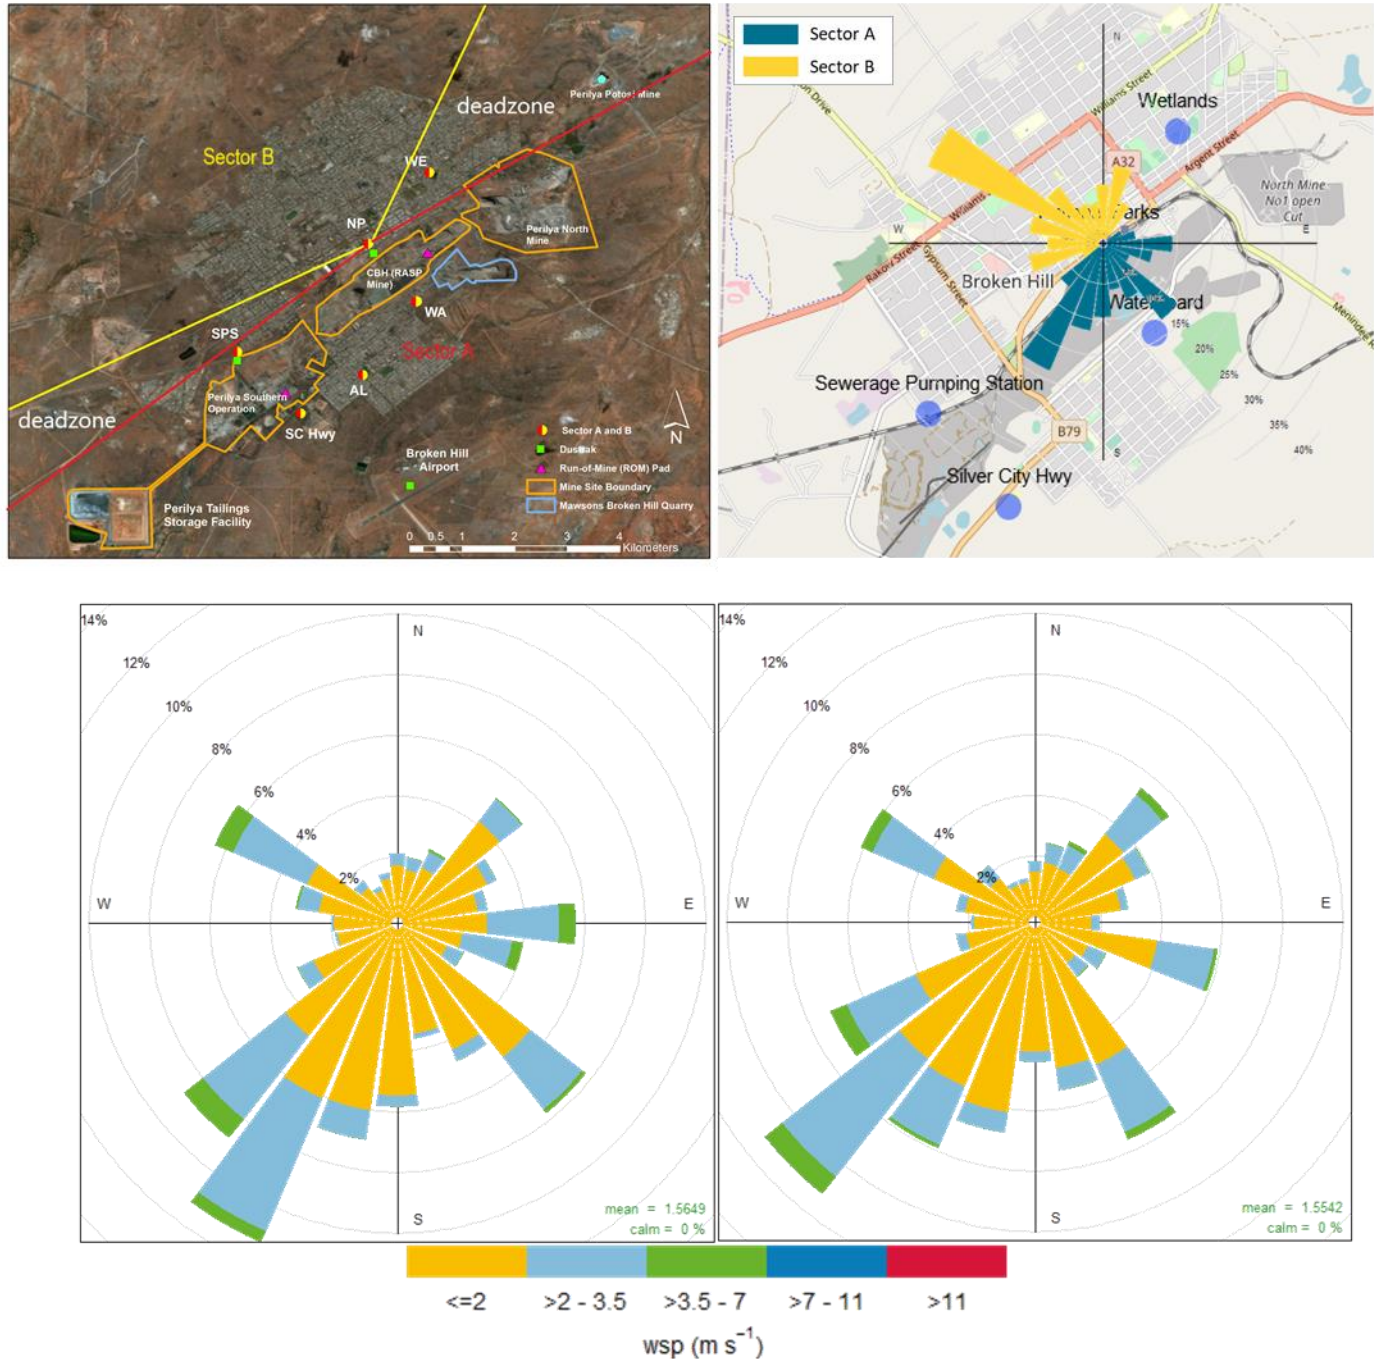 deadzone
Perilya Potosi Mine
Sector B
WE
NP
Perilya North
Mine
CBH (RASP
Mine)
WA
SPS
Sector A
AL
Perilya Southern
Operation
deadzone
SC Hwy
N
Broken Hill
Airport
Sector A and B
Dustrak
Run-of-Mine (ROM) Pad
Mine Site Boundary
Mawsons Broken Hill Quarry
Perilya Tailings
Storage Facility
0 0.5 1 2 3 4
Kilometers
Sector A
Sector B
N
on Drive
Williams Street
Wetlands
A32
Argent Street
North Mine
No1 open
Cut
Williams
arks
W
E
Rakow Street
Gypsum Street
Broken Hill
Menindee R
15%
20%
25%
30%
35%
40%
Sewerage Purnping Station
B79
S
Silver City Hwy
14%
12%
10%
8%
6%
4%
2%
N
W
E
S
mean = 1.5649
calm = 0 %
14%
12%
10%
8%
6%
4%
2%
N
W
E
S
mean = 1.5542
calm = 0 %
<=2 >2 - 3.5 >3.5 - 7 >7 - 11 >11
wsp (m s⁻¹)